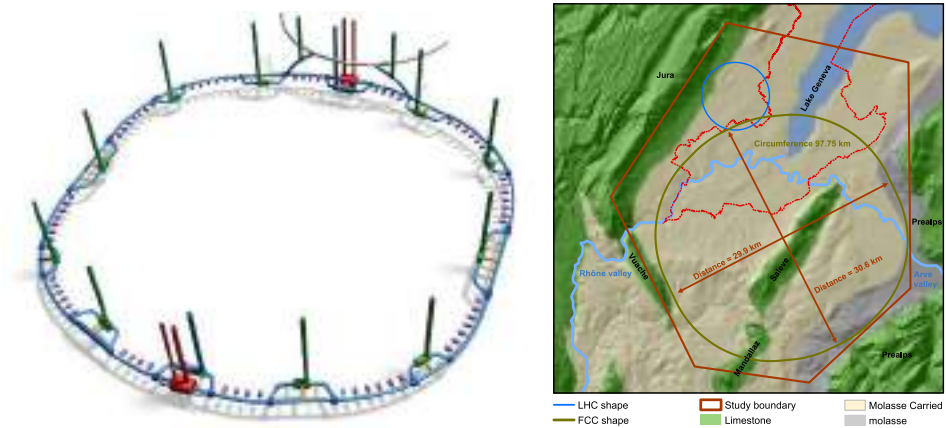 Jura
Lake Geneva
Circumference 97.75 km
Prealps
Distance = 29.9 km
Distance = 30.6 km
Salève
Vuache
Rhône valley
Arve
valley
Mandallaz
Prealps
LHC shape
Study boundary
Molasse Carried
FCC shape
Limestone
molasse